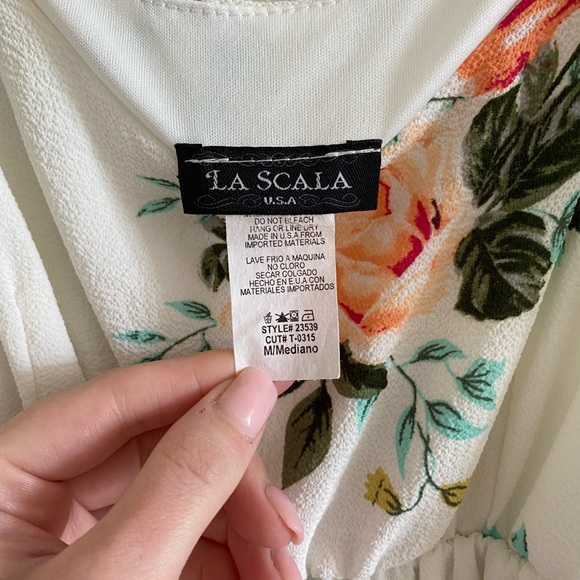 LA SCALA
U.S.A
DO NOT BLEACH
HANG OR LINE DRY
MADE IN U.S.A FROM
IMPORTED MATERIALS
LAVE FRIO A MAQUINA
NO CLORO
SECAR COLGADO
HECHO EN E.U.A CON
MATERIALES IMPORTADOS
STYLE# 23539
CUT# T-0315
M/Mediano